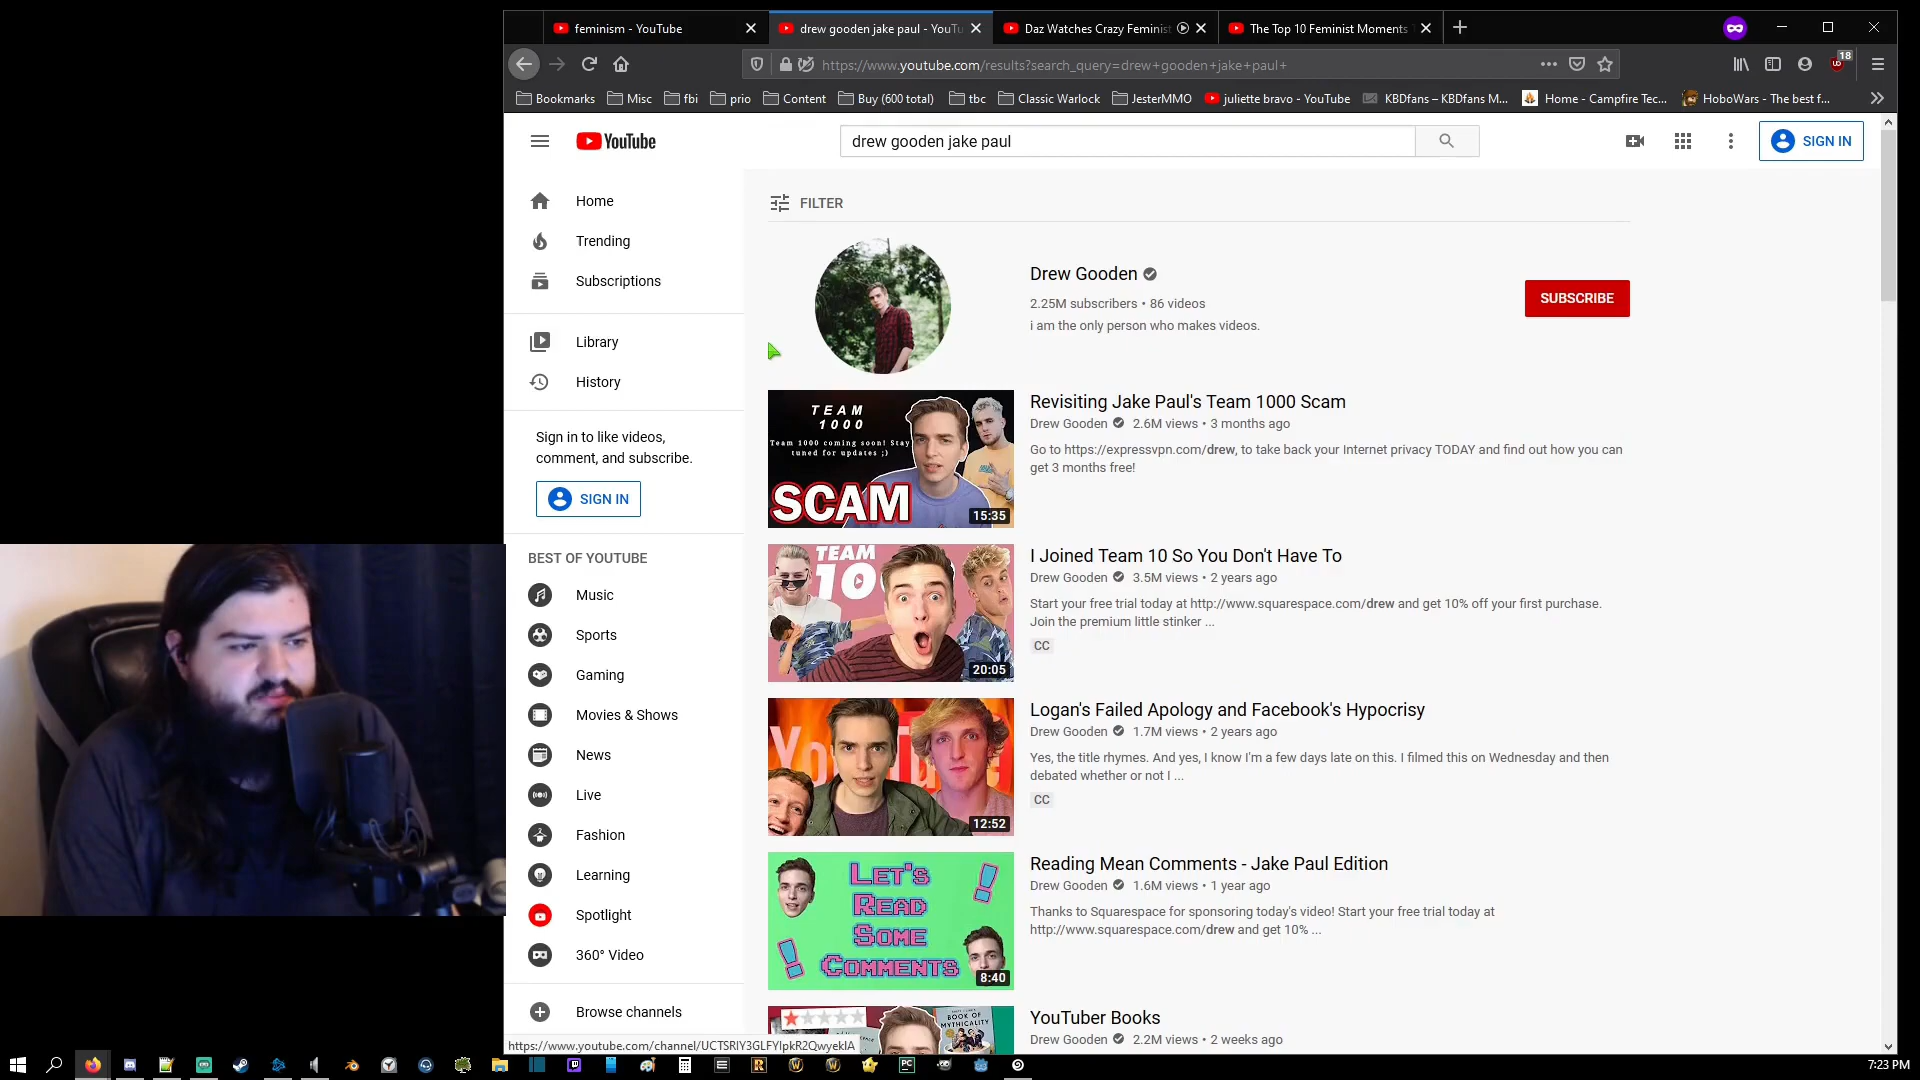 feminism - YouTube
drew gooden jake paul - YouTu
Daz Watches Crazy Feminist
The Top 10 Feminist Moments
https://www.youtube.com/results?search_query=drew+gooden+jake+paul+
18
Bookmarks
Misc
fbi
prio
Content
Buy (600 total)
tbc
Classic Warlock
JesterMMO
juliette bravo - YouTube
KBDfans – KBDfans M...
Home - Campfire Tec...
HoboWars - The best f...
YouTube
drew gooden jake paul
SIGN IN
Home
Trending
Subscriptions
Library
History
Sign in to like videos,
comment, and subscribe.
SIGN IN
BEST OF YOUTUBE
Music
Sports
Gaming
Movies & Shows
News
Live
Fashion
Learning
Spotlight
360° Video
Browse channels
FILTER
Drew Gooden
2.25M subscribers • 86 videos
i am the only person who makes videos.
SUBSCRIBE
TEAM
1000
Team 1000 coming soon! Stay
tuned for updates ;)
SCAM
15:35
Revisiting Jake Paul's Team 1000 Scam
Drew Gooden 2.6M views • 3 months ago
Go to https://expressvpn.com/drew, to take back your Internet privacy TODAY and find out how you can
get 3 months free!
TEAM
10
20:05
I Joined Team 10 So You Don't Have To
Drew Gooden 3.5M views • 2 years ago
Start your free trial today at http://www.squarespace.com/drew and get 10% off your first purchase.
Join the premium little stinker ...
CC
12:52
Logan's Failed Apology and Facebook's Hypocrisy
Drew Gooden 1.7M views • 2 years ago
Yes, the title rhymes. And yes, I know I'm a few days late on this. I filmed this on Wednesday and then
debated whether or not I ...
CC
LET'S
READ
SOME
COMMENTS
8:40
Reading Mean Comments - Jake Paul Edition
Drew Gooden 1.6M views • 1 year ago
Thanks to Squarespace for sponsoring today's video! Start your free trial today at
http://www.squarespace.com/drew and get 10% ...
BOOK OF
MYTHICALITY
YouTuber Books
Drew Gooden 2.2M views • 2 weeks ago
7:23 PM